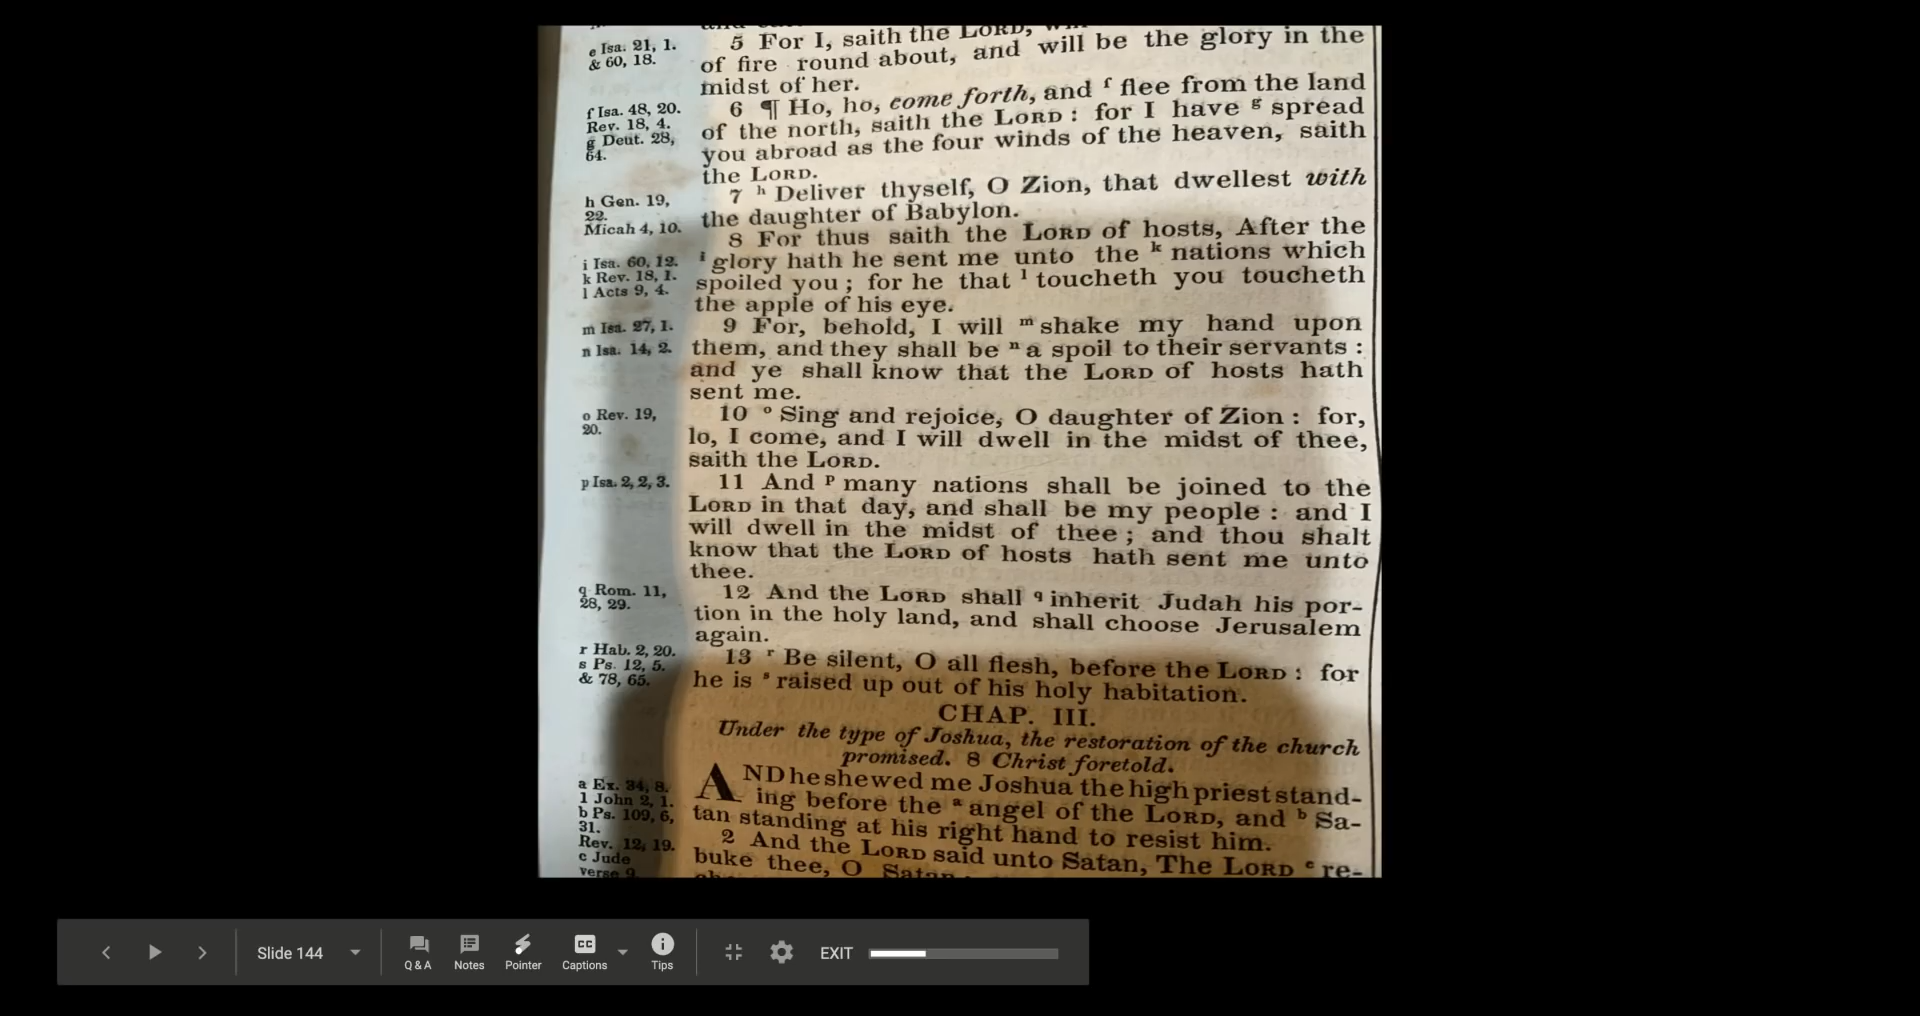 e Isa. 21, 1.
& 60, 18.
f Isa. 48, 20.
Rev. 18, 4.
g Deut. 28,
64.
h Gen. 19,
22.
Micah 4, 10.
i Isa. 60, 12.
k Rev. 18, 1.
l Acts 9, 4.
m Isa. 27, 1.
n Isa. 14, 2.
o Rev. 19,
20.
p Isa. 2, 2, 3.
q Rom. 11,
28, 29.
r Hab. 2, 20.
s Ps. 12, 5.
& 78, 65.
a Ex. 34, 8.
1 John 2, 1.
b Ps. 109, 6,
31.
Rev. 12, 19.
c Jude
verse 9
5 For I, saith the LORD,
of fire round about, and will be the glory in the
midst of her.
6 ¶ Ho, ho, come forth, and f flee from the land
of the north, saith the LORD : for I have g spread
you abroad as the four winds of the heaven, saith
the LORD.
7 h Deliver thyself, O Zion, that dwellest with
the daughter of Babylon.
8 For thus saith the LORD of hosts, After the
i glory hath he sent me unto the k nations which
spoiled you ; for he that l toucheth you toucheth
the apple of his eye.
9 For, behold, I will m shake my hand upon
them, and they shall be n a spoil to their servants :
and ye shall know that the LORD of hosts hath
sent me.
10 o Sing and rejoice, O daughter of Zion : for,
lo, I come, and I will dwell in the midst of thee,
saith the LORD.
11 And p many nations shall be joined to the
LORD in that day, and shall be my people : and I
will dwell in the midst of thee ; and thou shalt
know that the LORD of hosts hath sent me unto
thee.
12 And the LORD shall q inherit Judah his por-
tion in the holy land, and shall choose Jerusalem
again.
13 r Be silent, O all flesh, before the LORD : for
he is s raised up out of his holy habitation.
CHAP. III.
Under the type of Joshua, the restoration of the church
promised. 8 Christ foretold.
AND he shewed me Joshua the high priest stand-
ing before the a angel of the LORD, and b Sa-
tan standing at his right hand to resist him.
2 And the LORD said unto Satan, The LORD c re-
buke thee, O Satan
Slide 144
Q & A
Notes
Pointer
CC
Captions
Tips
EXIT